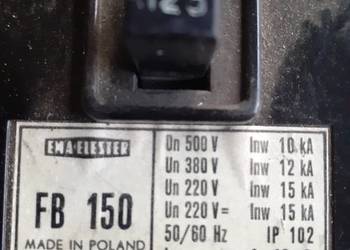 125
EMA-ELESTER
FB 150
MADE IN POLAND
Un 500 V Inw 10 kA
Un 380 V Inw 12 kA
Un 220 V Inw 15 kA
Un 220 V= Inw 15 kA
50/60 Hz IP 102